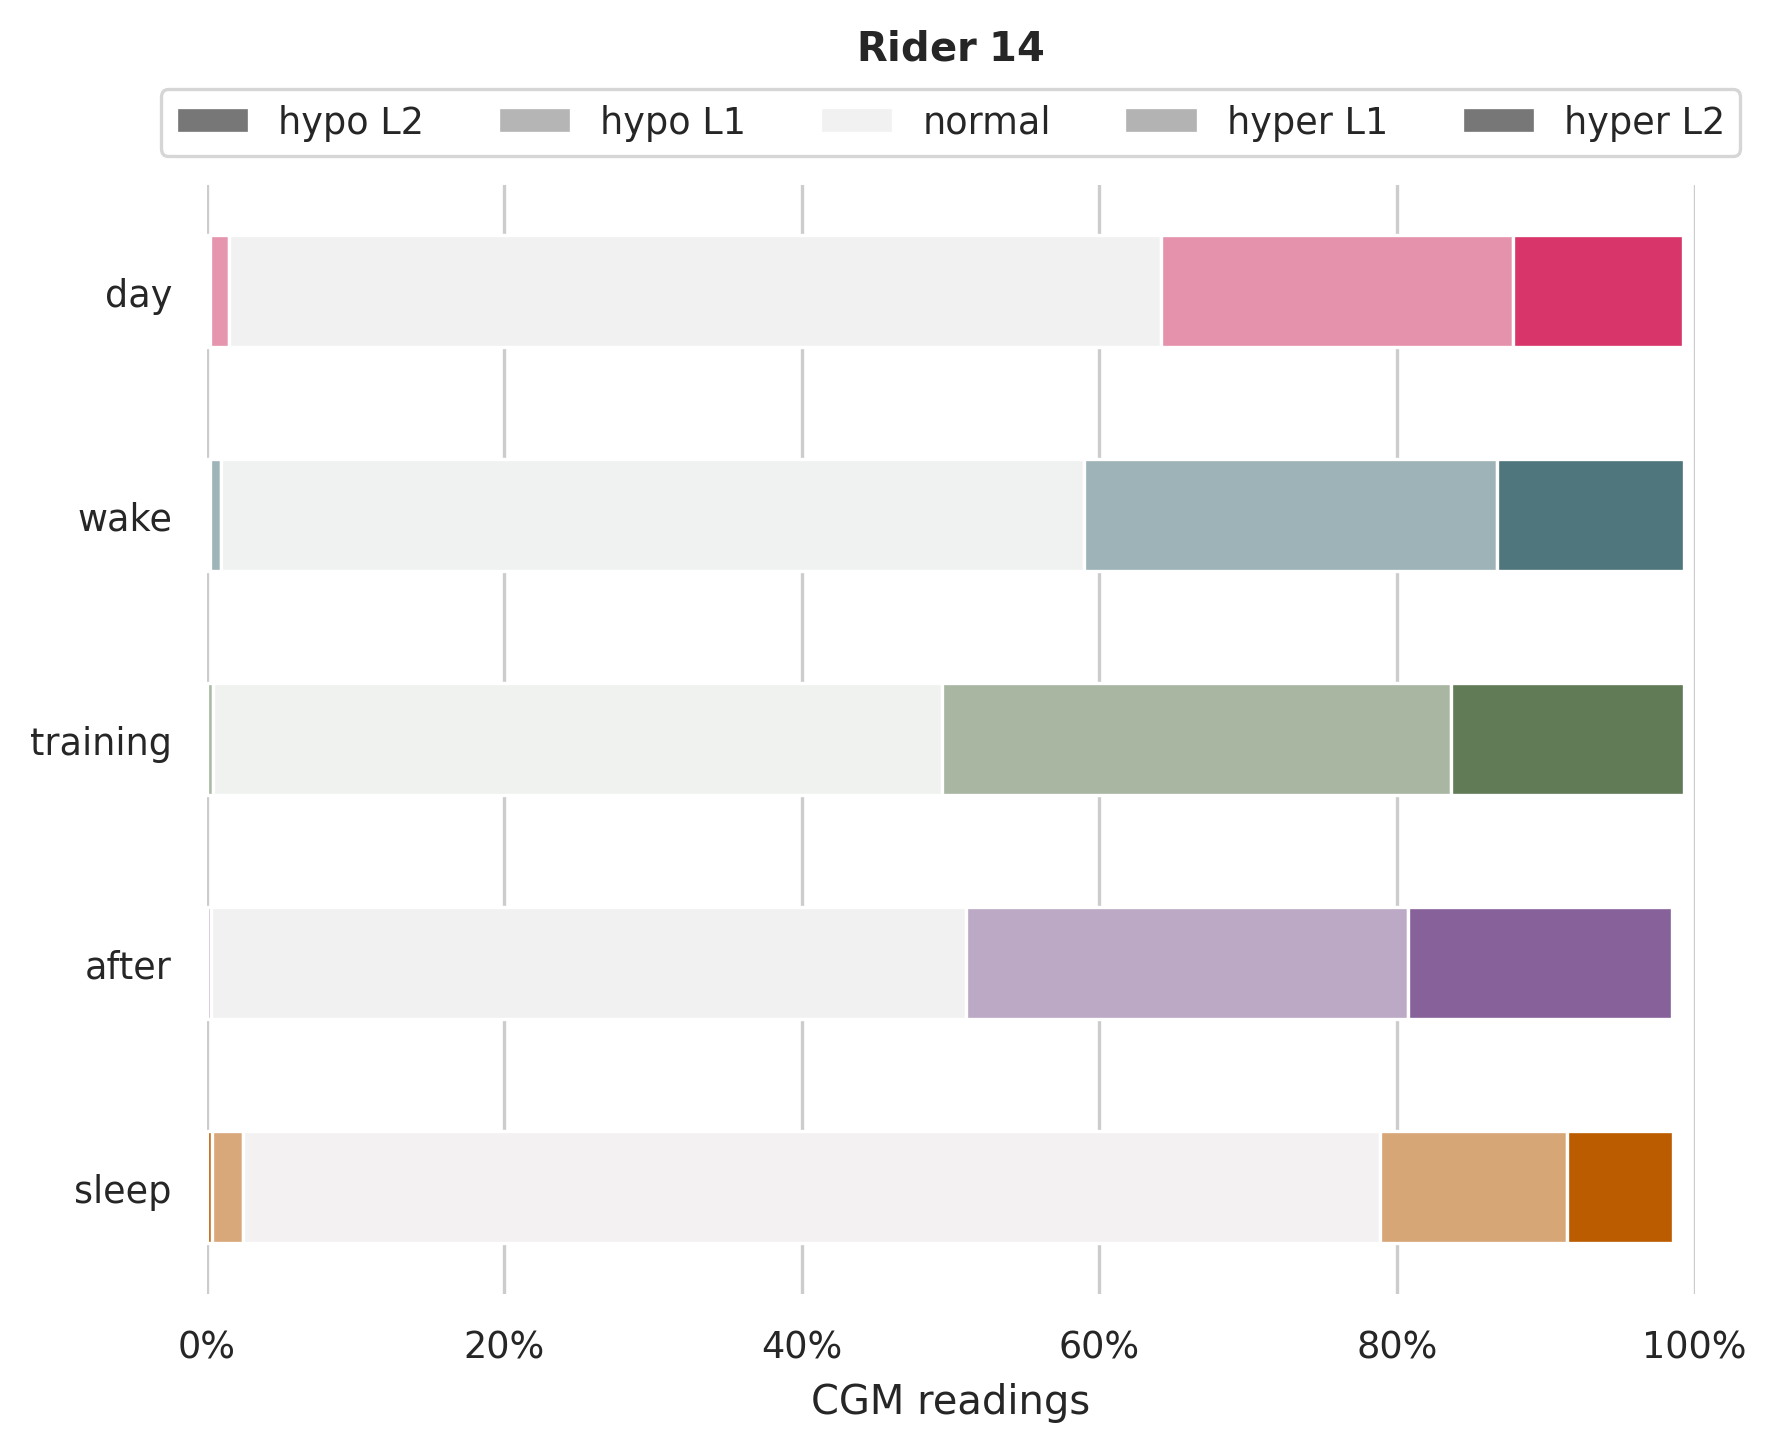 Rider 14
hypo L2 hypo L1 normal hyper L1 hyper L2
day
wake
training
after
sleep
0% 20% 40% 60% 80% 100%
CGM readings